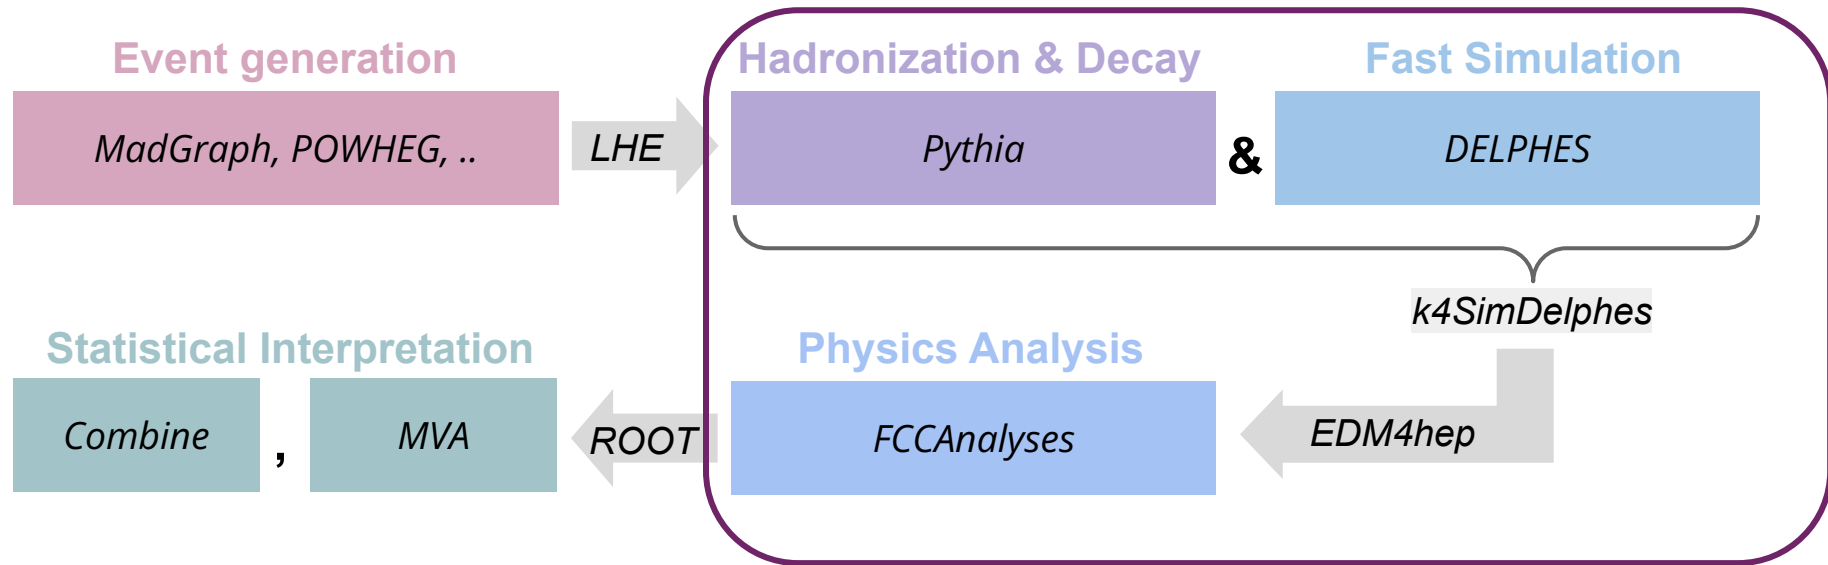 Event generation
MadGraph, POWHEG, ..
LHE
Hadronization & Decay
Pythia
&
Fast Simulation
DELPHES
k4SimDelphes
EDM4hep
Physics Analysis
FCCAnalyses
ROOT
Statistical Interpretation
Combine
,
MVA